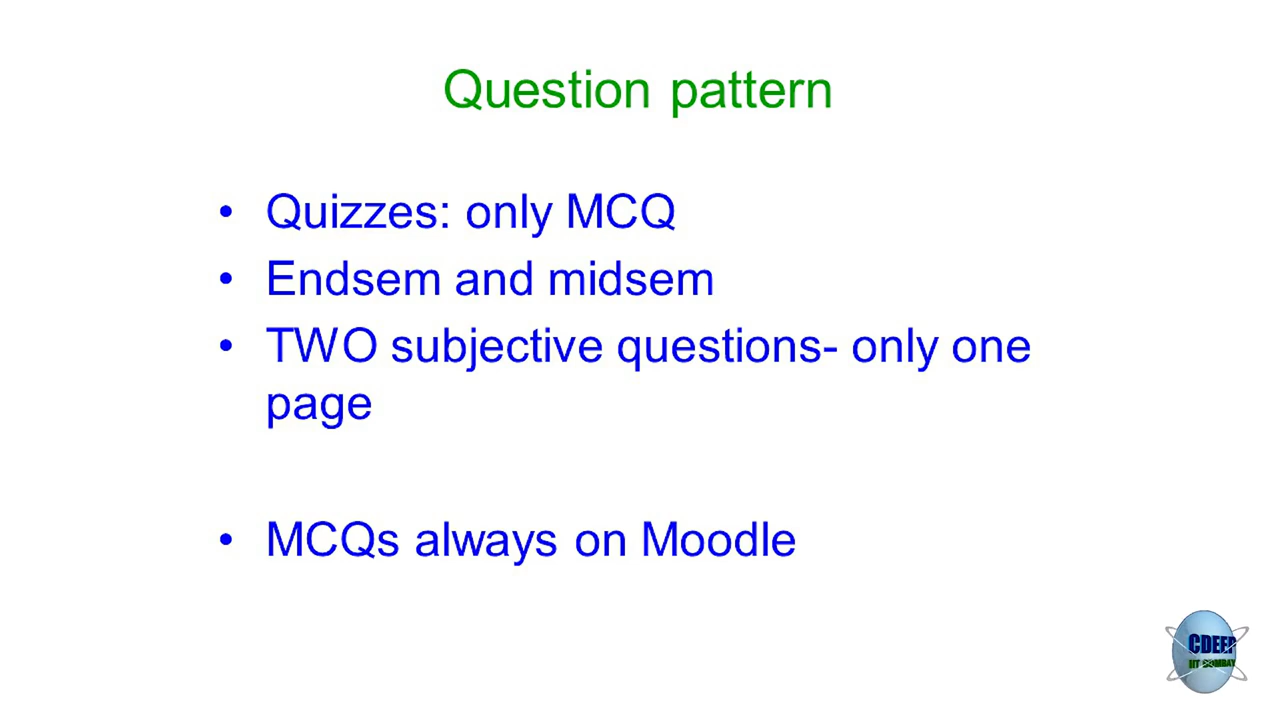 Question pattern
• Quizzes: only MCQ
• Endsem and midsem
• TWO subjective questions- only one
page
• MCQs always on Moodle
CDEEP
IIT BOMBAY